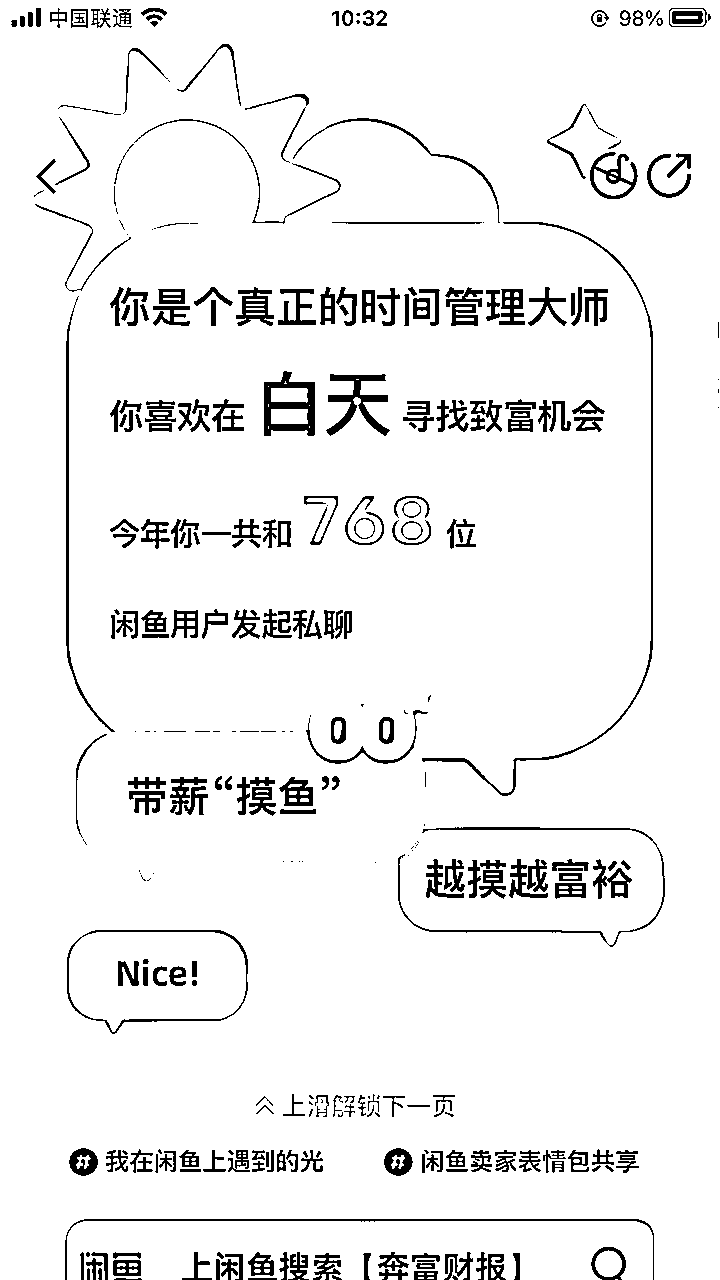 中国联通 10:32 98%
你是个真正的时间管理大师
你喜欢在 白天 寻找致富机会
今年你一共和 768 位
闲鱼用户发起私聊
带薪“摸鱼”
越摸越富裕
Nice!
上滑解锁下一页
我在闲鱼上遇到的光 闲鱼卖家表情包共享
闲鱼 上闲鱼搜索【奔富财报】